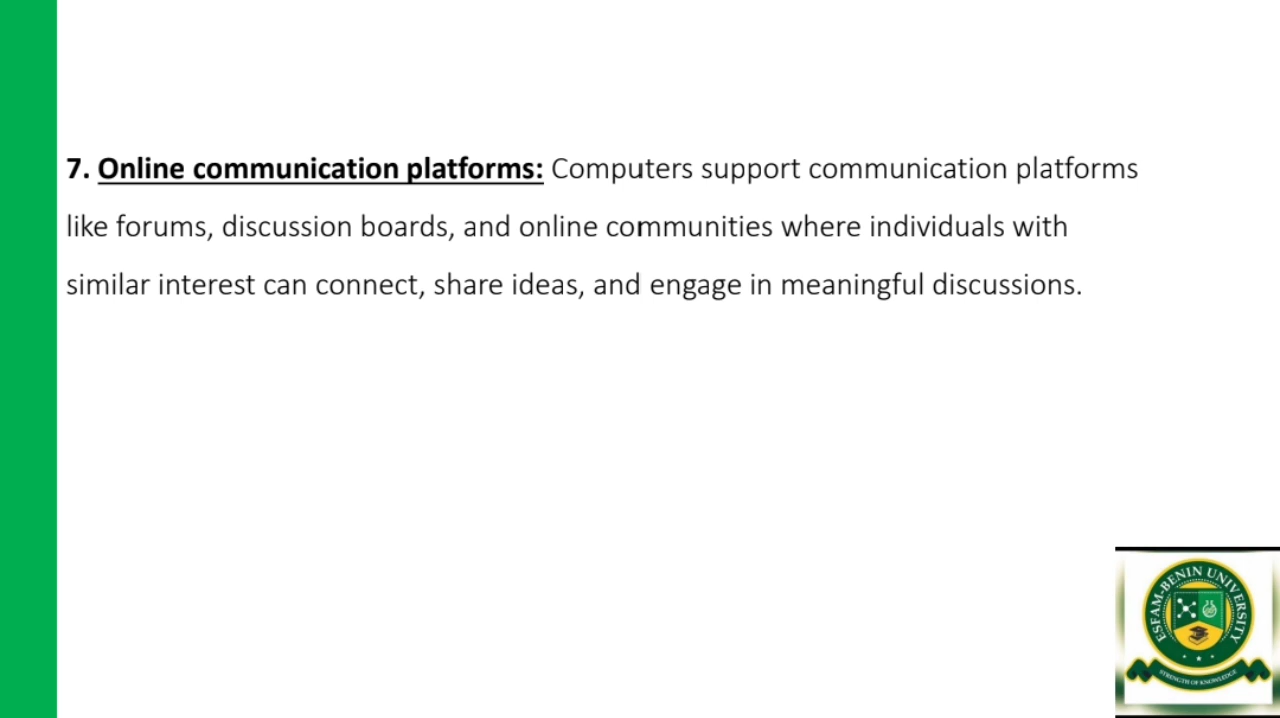 7. Online communication platforms: Computers support communication platforms
like forums, discussion boards, and online communities where individuals with
similar interest can connect, share ideas, and engage in meaningful discussions.
ESFAM-BENIN UNIVERSITY
STRENGTH OF KNOWLEDGE